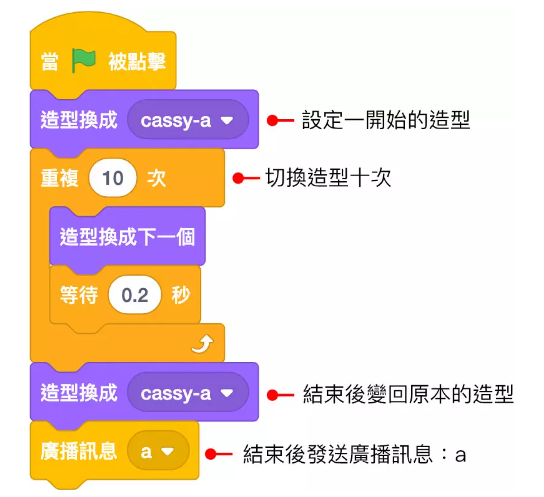 當 被點擊
造型換成 cassy-a 設定一開始的造型
重複 10 次 切換造型十次
造型換成下一個
等待 0.2 秒
造型換成 cassy-a 結束後變回原本的造型
廣播訊息 a 結束後發送廣播訊息：a